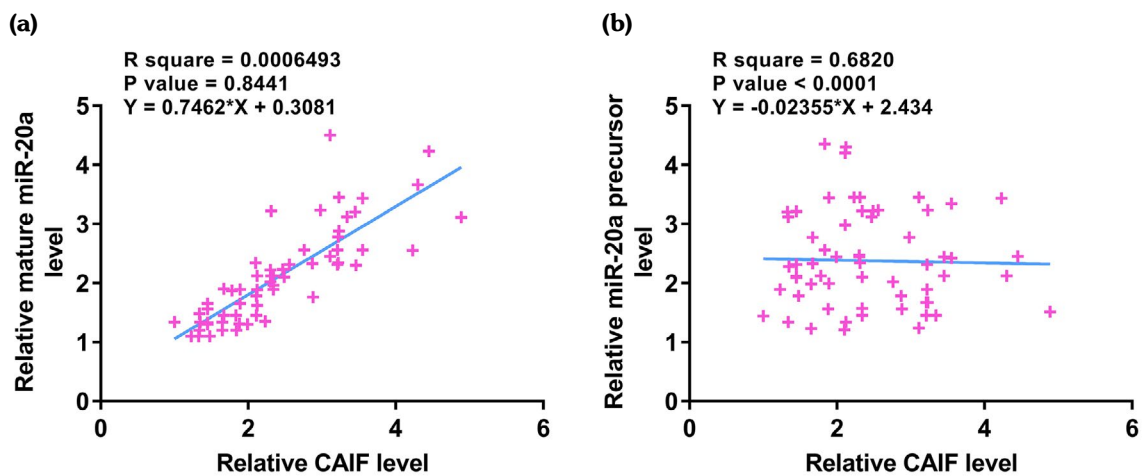 (a)
R square = 0.0006493
P value = 0.8441
Y = 0.7462*X + 0.3081
Relative mature miR-20a
level
5
4
3
2
1
0
0 2 4 6
Relative CAIF level
(b)
R square = 0.6820
P value < 0.0001
Y = -0.02355*X + 2.434
Relative miR-20a precursor
level
5
4
3
2
1
0
0 2 4 6
Relative CAIF level